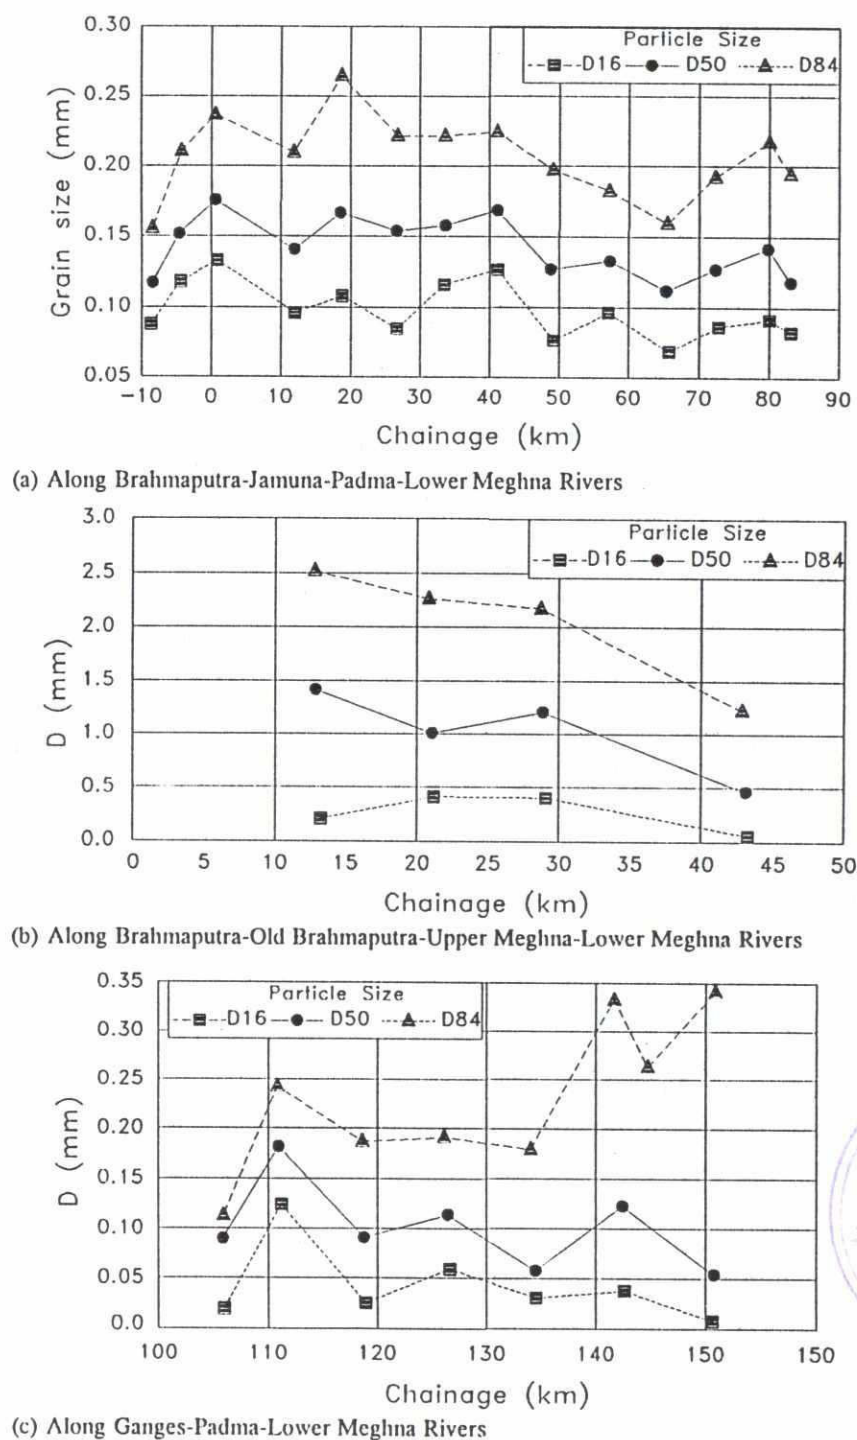 0.30
0.25
0.20
0.15
0.10
0.05
Grain size (mm)
Particle Size
D16 D50 D84
-10 0 10 20 30 40 50 60 70 80 90
Chainage (km)
(a) Along Brahmaputra-Jamuna-Padma-Lower Meghna Rivers
3.0
2.5
2.0
1.5
1.0
0.5
0.0
D (mm)
Particle Size
D16 D50 D84
0 5 10 15 20 25 30 35 40 45 50
Chainage (km)
(b) Along Brahmaputra-Old Brahmaputra-Upper Meghna-Lower Meghna Rivers
0.35
0.30
0.25
0.20
0.15
0.10
0.05
0.0
D (mm)
Particle Size
D16 D50 D84
100 110 120 130 140 150 150
Chainage (km)
(c) Along Ganges-Padma-Lower Meghna Rivers